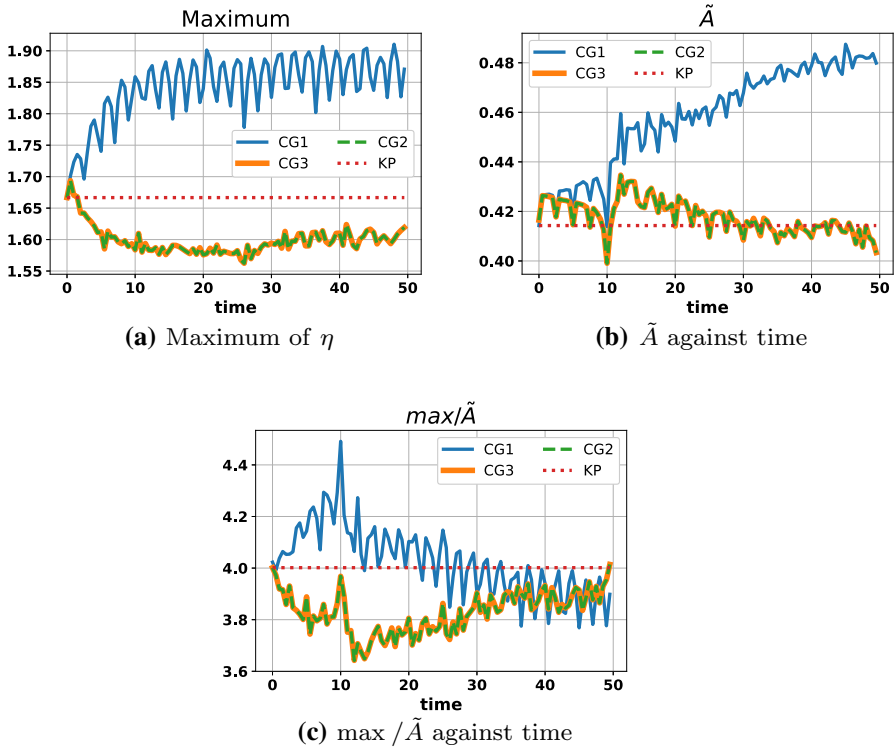 Maximum
1.90
1.85
1.80
1.75
1.70
1.65
1.60
1.55
CG1 CG2
CG3 KP
0 10 20 30 40 50
time
(a) Maximum of η
Ã
0.48
0.46
0.44
0.42
0.40
CG1 CG2
CG3 KP
0 10 20 30 40 50
time
(b) Ã against time
max/Ã
4.4
4.2
4.0
3.8
3.6
CG1 CG2
CG3 KP
0 10 20 30 40 50
time
(c) max /Ã against time